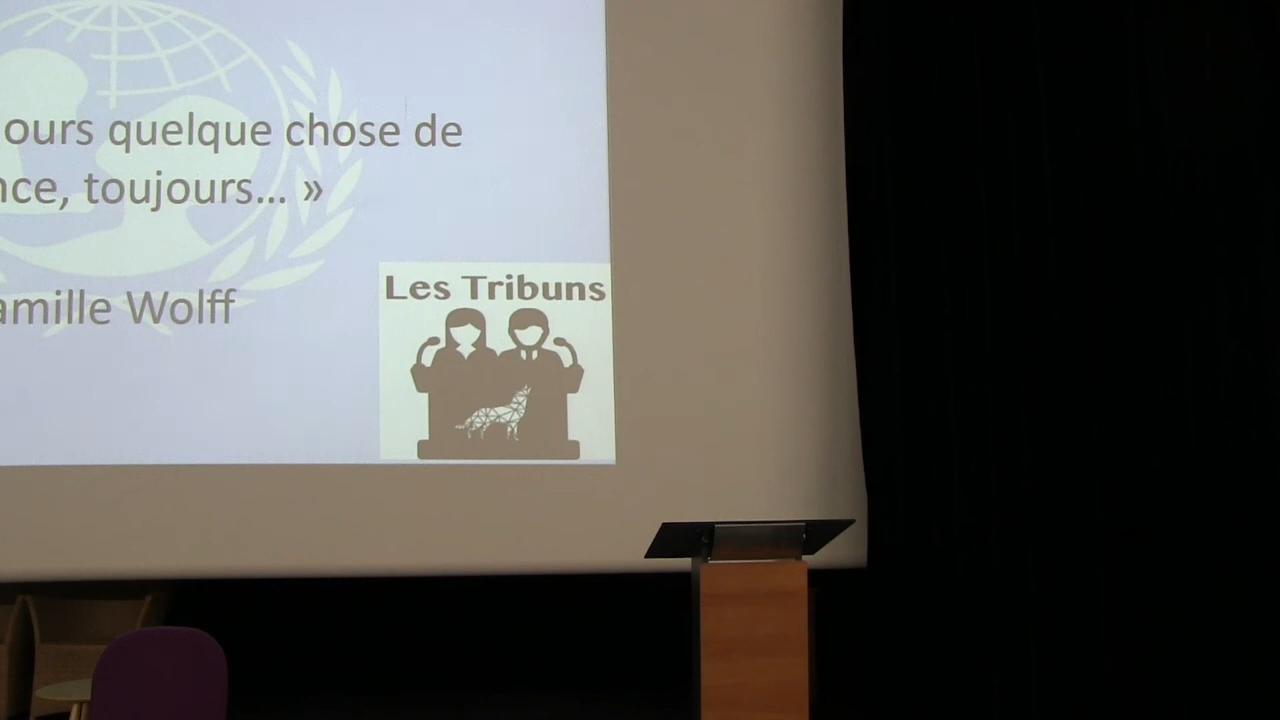 ours quelque chose de
nce, toujours... »
amille Wolff
Les Tribuns